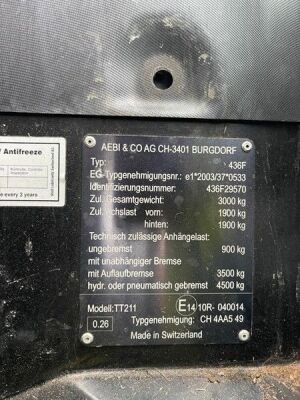 Antifreeze
every 3 years
AEBI & CO AG CH-3401 BURGDORF
Typ: 436F
EG-Typgenehmigungsnr.: e1*2003/37*0533
Identifizierungsnummer: 436F29570
Zul. Gesamtgewicht: 3000 kg
Zul. Achslast vorn: 1900 kg
hinten: 1900 kg
Technisch zulässige Anhängelast:
ungebremst 900 kg
mit unabhängiger Bremse
mit Auflaufbremse 3500 kg
hydr. oder pneumatisch gebremst 4500 kg
Modell: TT211 E14 10R- 040014
0.26 Typgenehmigung: CH 4AA5 49
Made in Switzerland